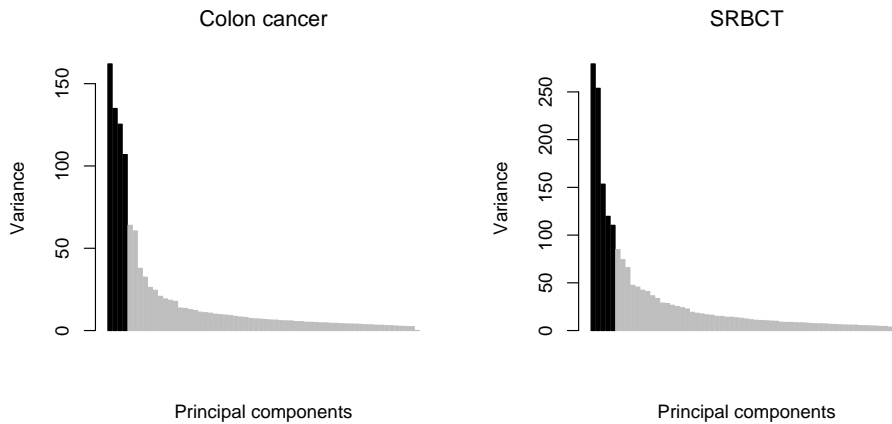 Colon cancer
Variance
150
100
50
0
Principal components
SRBCT
Variance
250
200
150
100
50
0
Principal components